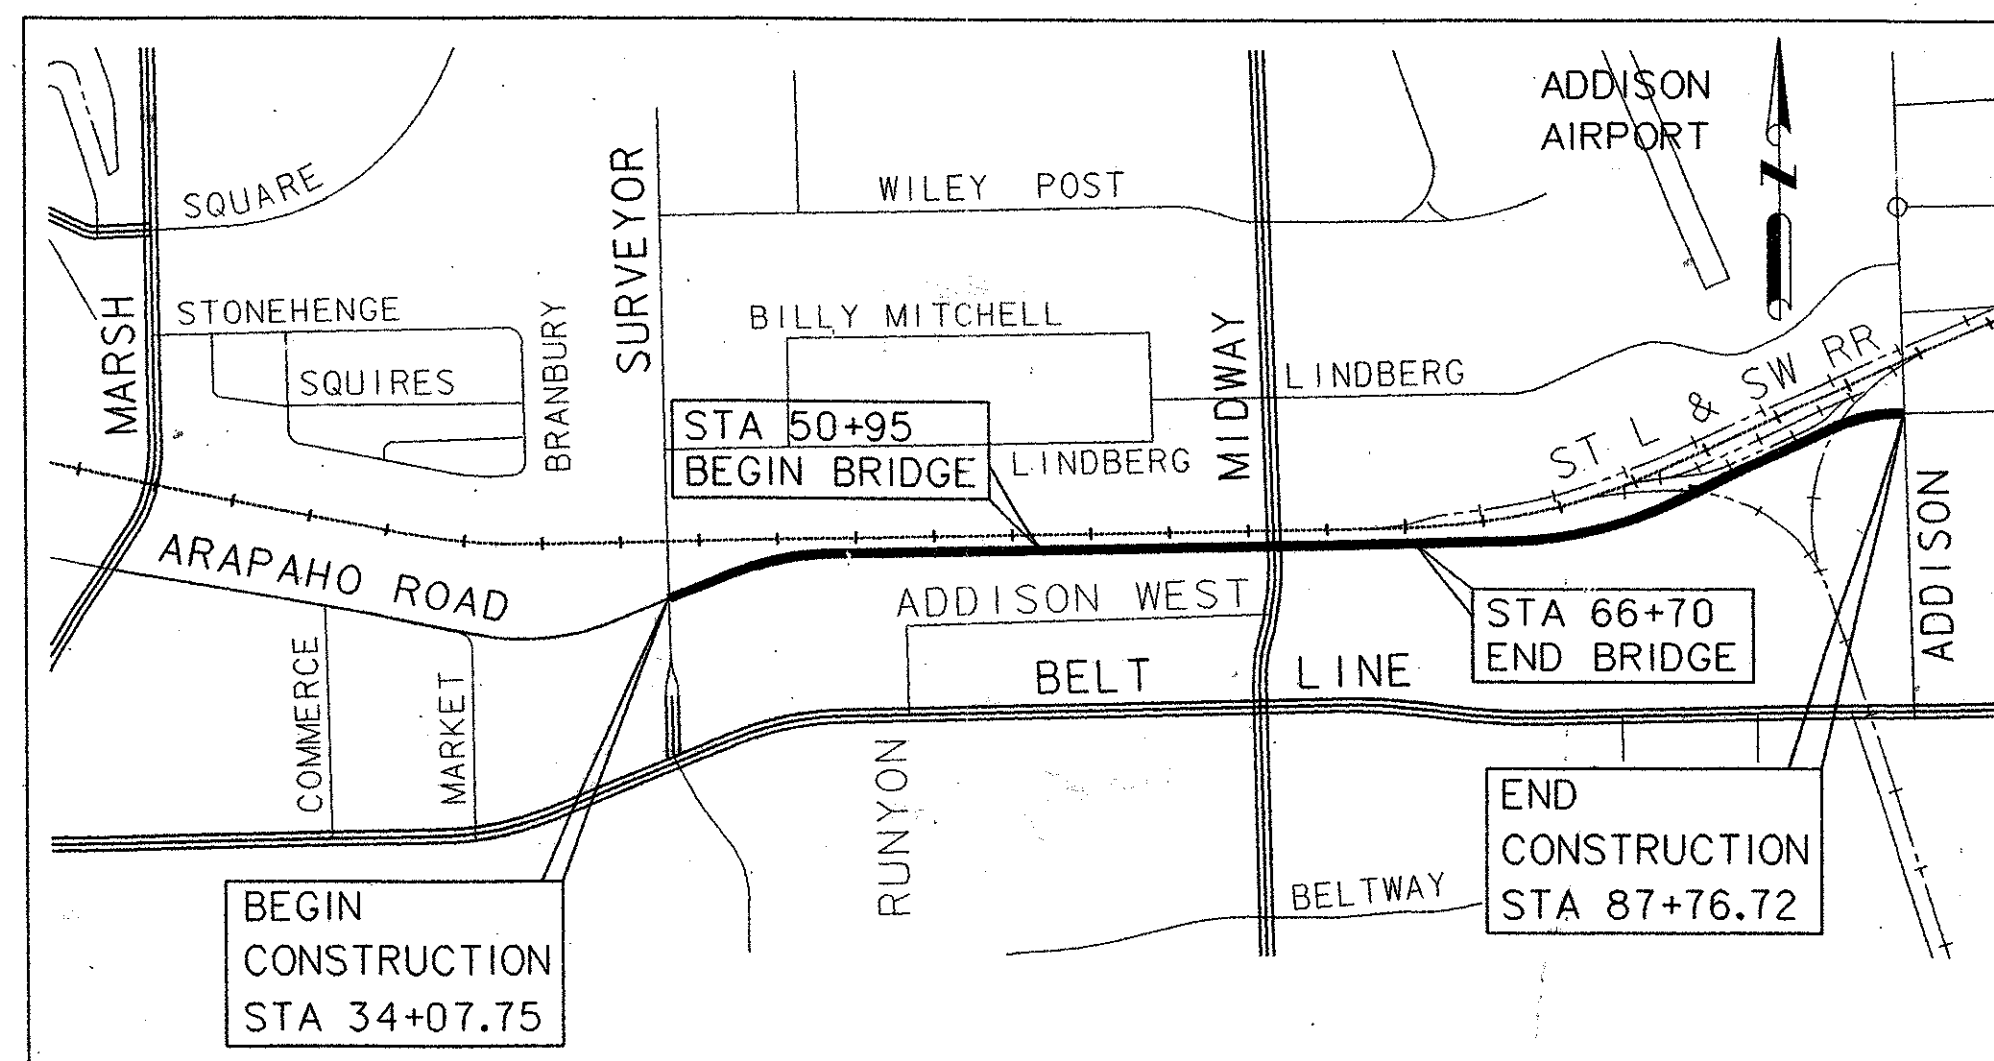 ADDISON
AIRPORT
N
SQUARE
WILEY POST
SURVEYOR
MARSH
STONEHENGE
SQUIRES
BRANBURY
BILLY MITCHELL
MIDWAY
LINDBERG
ST L & SW RR
STA 50+95
BEGIN BRIDGE
LINDBERG
ADDISON
ARAPAHO ROAD
ADDISON WEST
STA 66+70
END BRIDGE
COMMERCE
MARKET
BELT LINE
RUNYON
END
CONSTRUCTION
STA 87+76.72
BELTWAY
BEGIN
CONSTRUCTION
STA 34+07.75